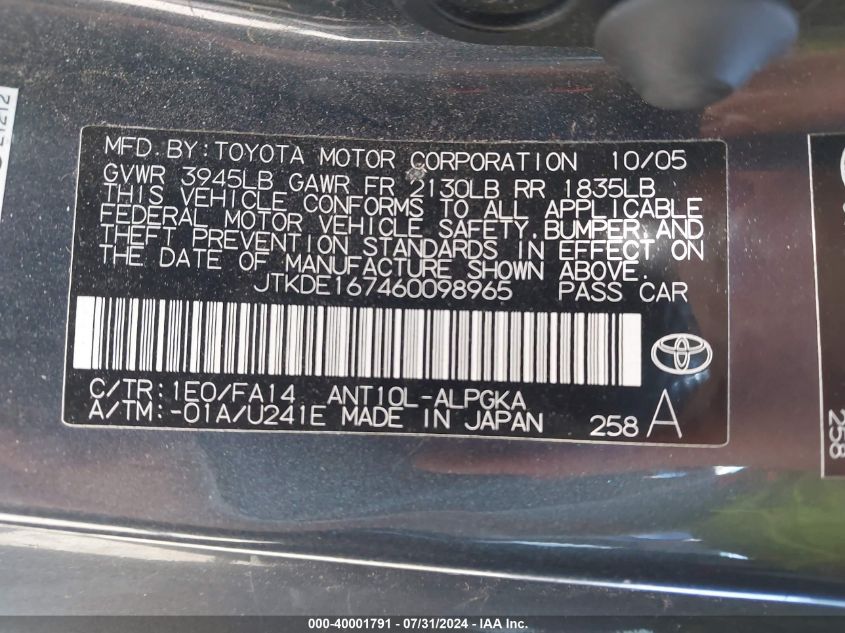 MFD. BY: TOYOTA MOTOR CORPORATION 10/05
GVWR 3945LB GAWR FR 2130LB RR 1835LB
THIS VEHICLE CONFORMS TO ALL APPLICABLE
FEDERAL MOTOR VEHICLE SAFETY, BUMPER, AND
THEFT PREVENTION STANDARDS IN EFFECT ON
THE DATE OF MANUFACTURE SHOWN ABOVE.
JTKDE167460098965 PASS CAR
C/TR: 1E0/FA14 ANT10L-ALPGKA
A/TM: -01A/U241E MADE IN JAPAN 258 A
21212
258
000-40001791 - 07/31/2024 - IAA Inc.